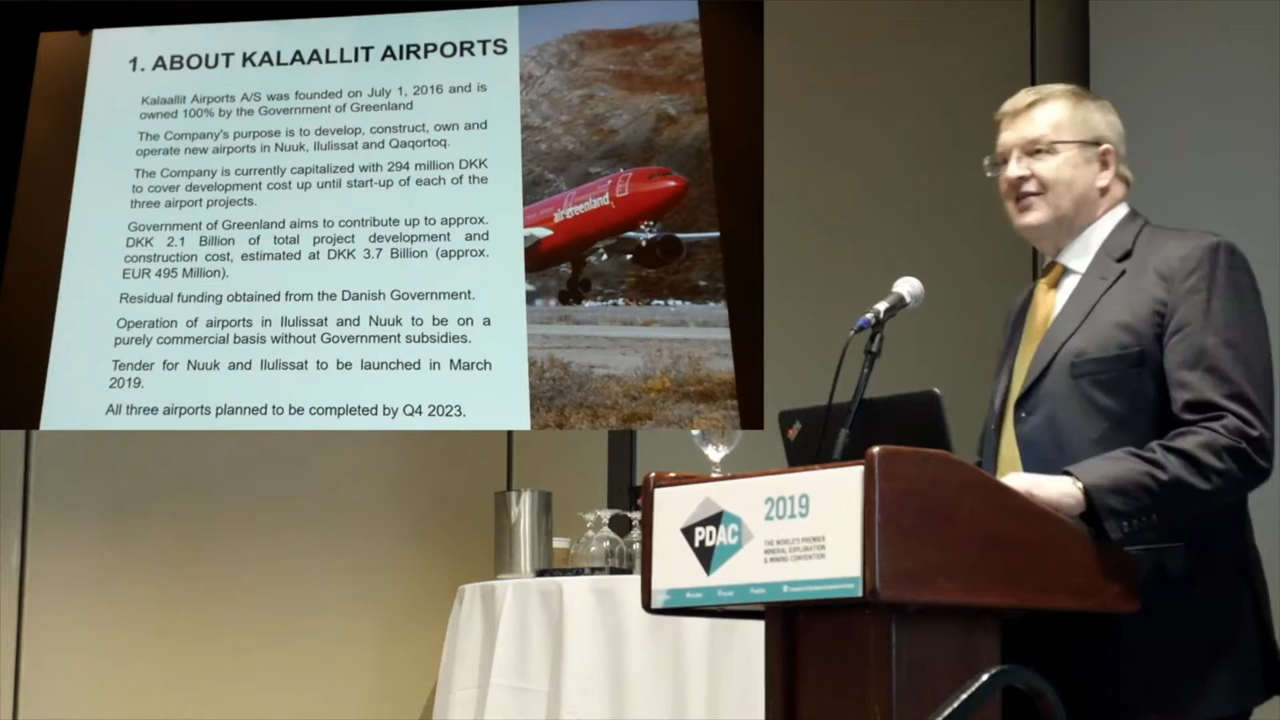 1. ABOUT KALAALLIT AIRPORTS
Kalaallit Airports A/S was founded on July 1, 2016 and is
owned 100% by the Government of Greenland
The Company's purpose is to develop, construct, own and
operate new airports in Nuuk, Ilulissat and Qaqortoq.
The Company is currently capitalized with 294 million DKK
to cover development cost up until start-up of each of the
three airport projects.
Government of Greenland aims to contribute up to approx.
DKK 2.1 Billion of total project development and
construction cost, estimated at DKK 3.7 Billion (approx.
EUR 495 Million).
Residual funding obtained from the Danish Government.
Operation of airports in Ilulissat and Nuuk to be on a
purely commercial basis without Government subsidies.
Tender for Nuuk and Ilulissat to be launched in March
2019.
All three airports planned to be completed by Q4 2023.
air greenland
PDAC
2019
THE WORLD'S PREMIER
MINERAL EXPLORATION
& MINING CONVENTION